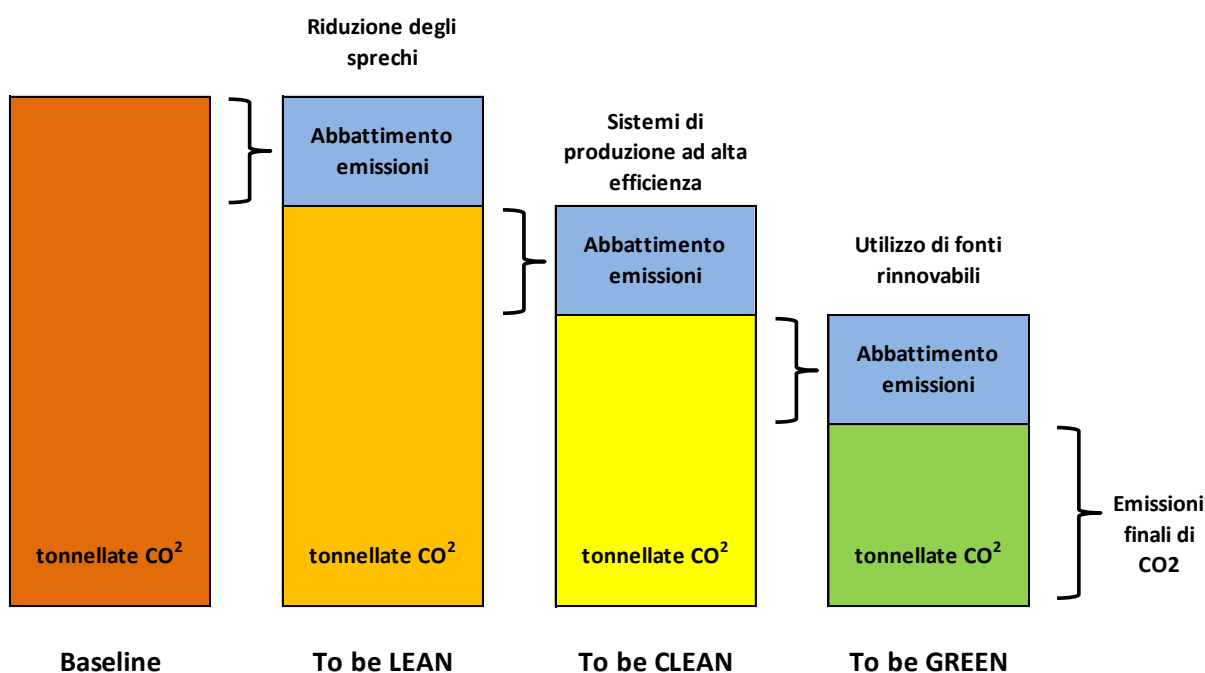 Riduzione degli
sprechi
Abbattimento
emissioni
Sistemi di
produzione ad alta
efficienza
Abbattimento
emissioni
Utilizzo di fonti
rinnovabili
Abbattimento
emissioni
tonnellate CO²
tonnellate CO²
tonnellate CO²
tonnellate CO²
Emissioni
finali di
CO2
Baseline
To be LEAN
To be CLEAN
To be GREEN